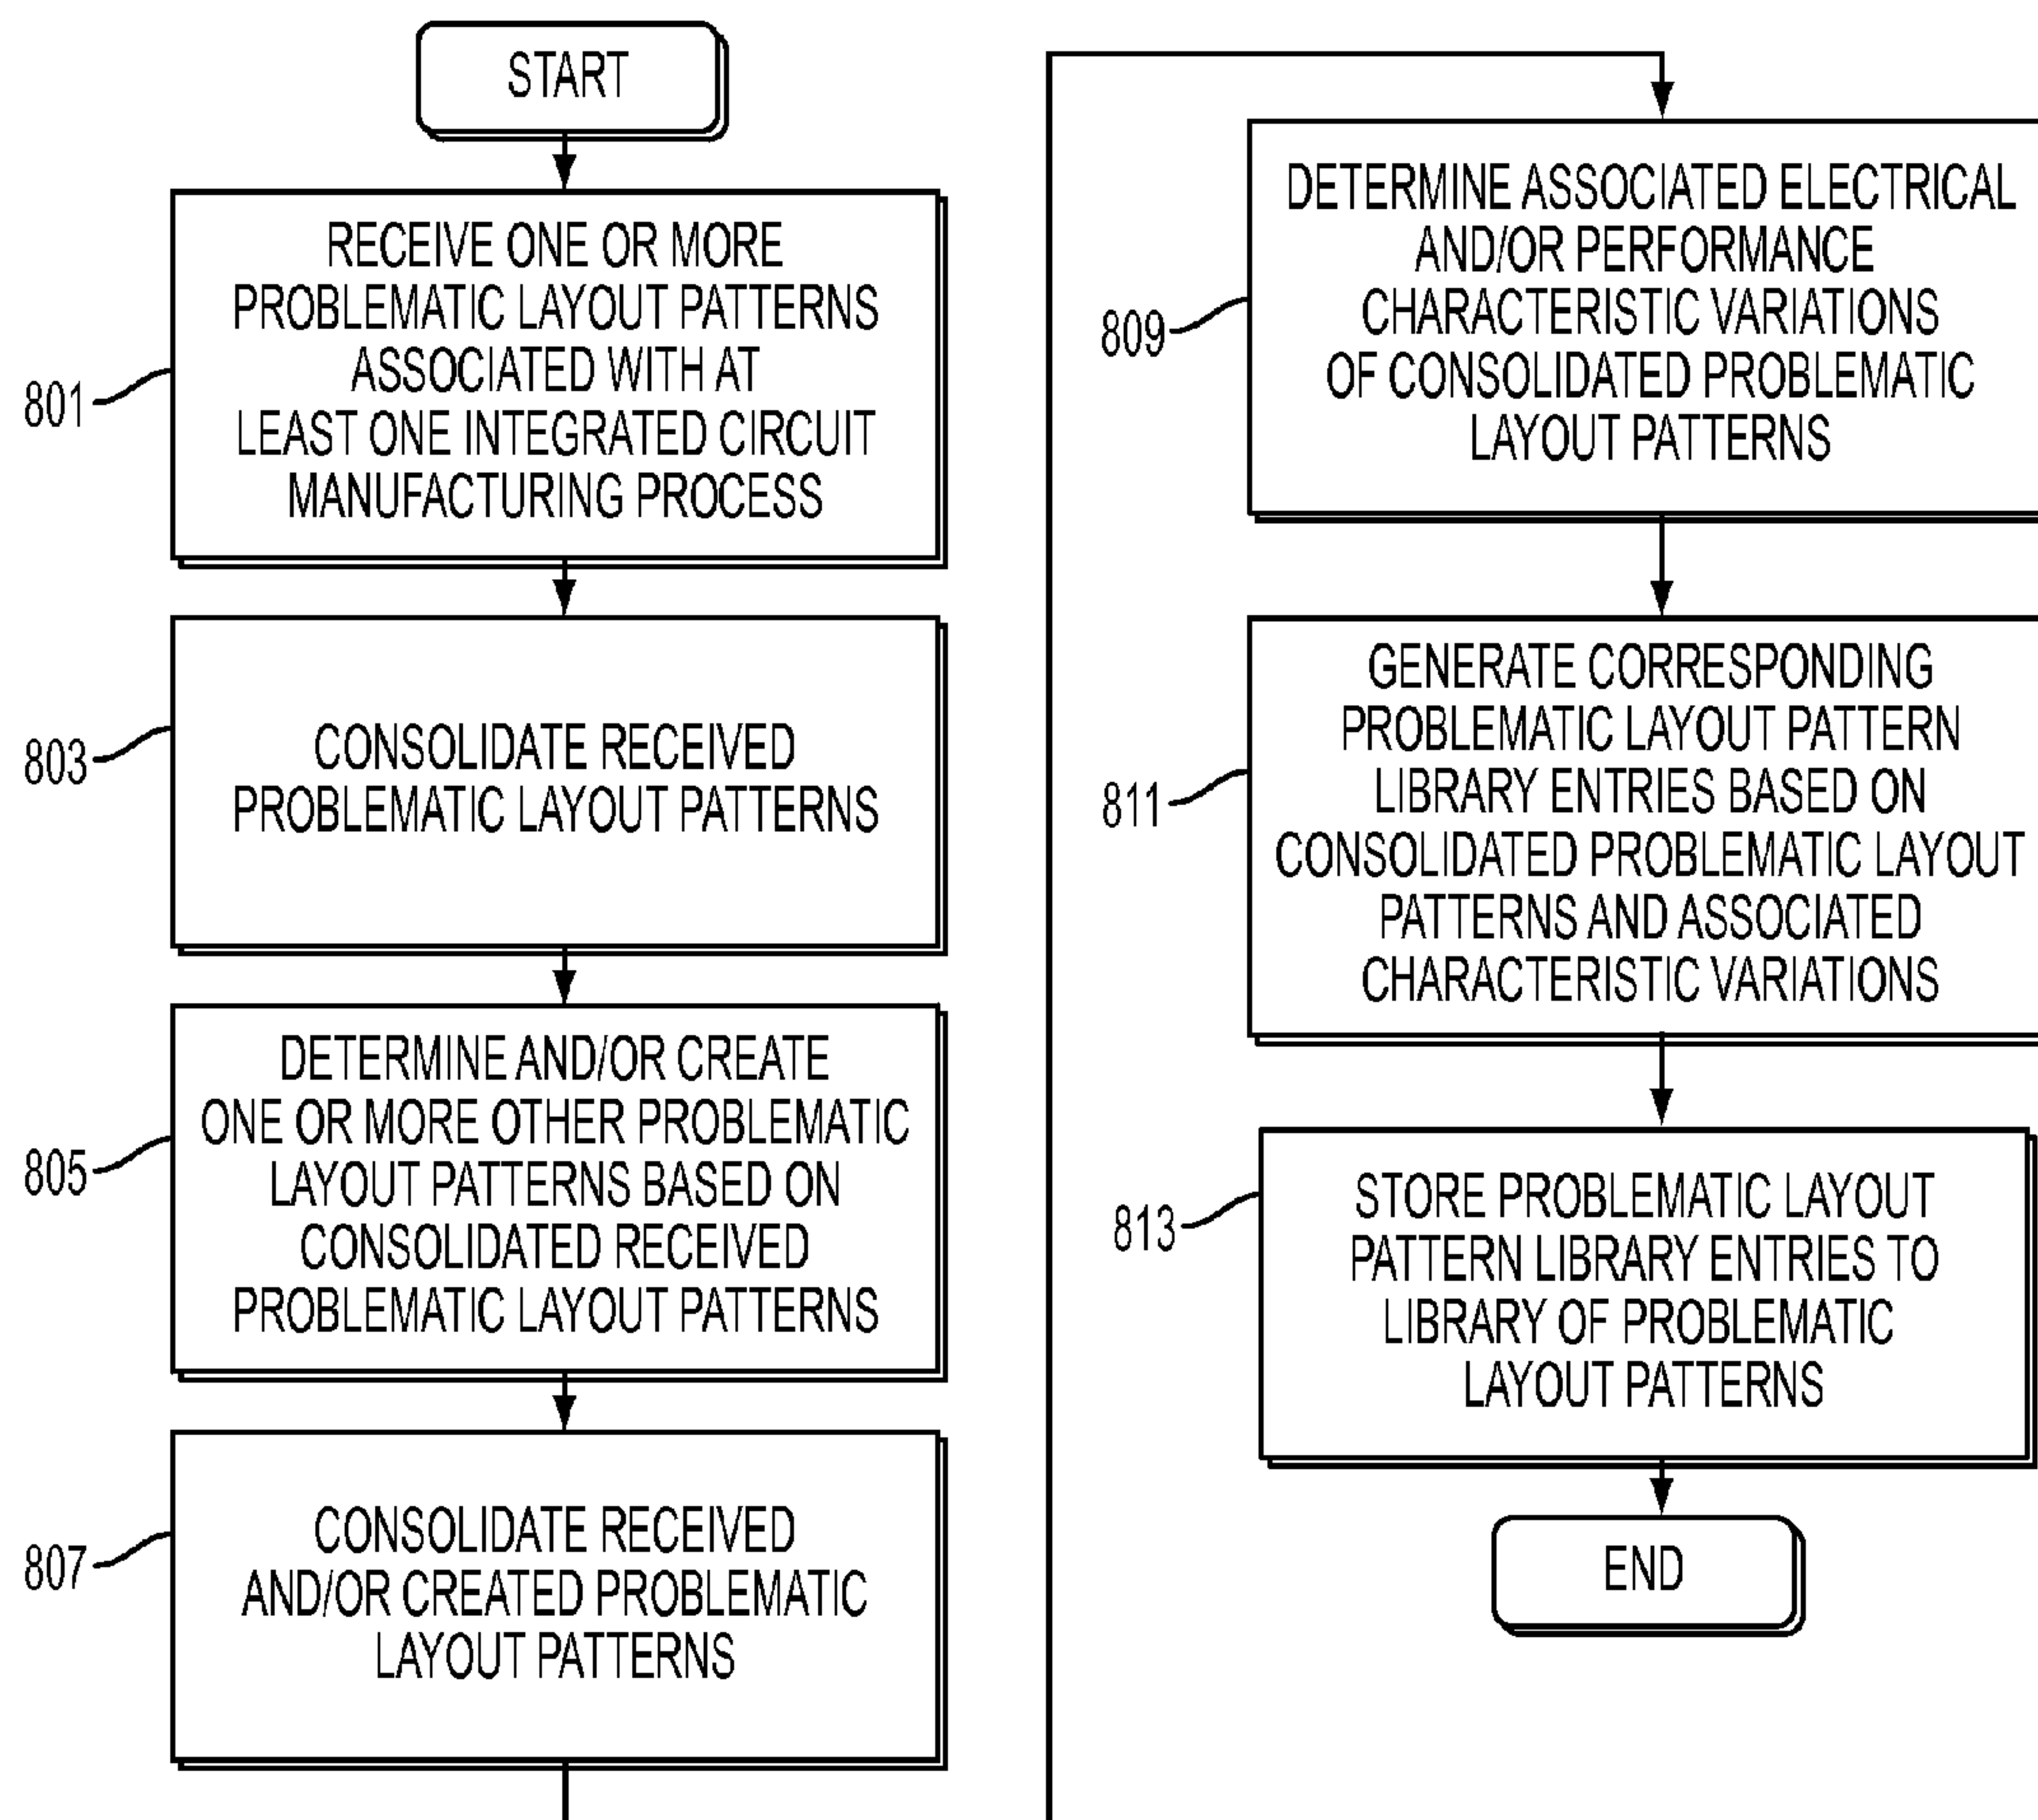 START
801
RECEIVE ONE OR MORE
PROBLEMATIC LAYOUT PATTERNS
ASSOCIATED WITH AT
LEAST ONE INTEGRATED CIRCUIT
MANUFACTURING PROCESS
803
CONSOLIDATE RECEIVED
PROBLEMATIC LAYOUT PATTERNS
805
DETERMINE AND/OR CREATE
ONE OR MORE OTHER PROBLEMATIC
LAYOUT PATTERNS BASED ON
CONSOLIDATED RECEIVED
PROBLEMATIC LAYOUT PATTERNS
807
CONSOLIDATE RECEIVED
AND/OR CREATED PROBLEMATIC
LAYOUT PATTERNS
809
DETERMINE ASSOCIATED ELECTRICAL
AND/OR PERFORMANCE
CHARACTERISTIC VARIATIONS
OF CONSOLIDATED PROBLEMATIC
LAYOUT PATTERNS
811
GENERATE CORRESPONDING
PROBLEMATIC LAYOUT PATTERN
LIBRARY ENTRIES BASED ON
CONSOLIDATED PROBLEMATIC LAYOUT
PATTERNS AND ASSOCIATED
CHARACTERISTIC VARIATIONS
813
STORE PROBLEMATIC LAYOUT
PATTERN LIBRARY ENTRIES TO
LIBRARY OF PROBLEMATIC
LAYOUT PATTERNS
END